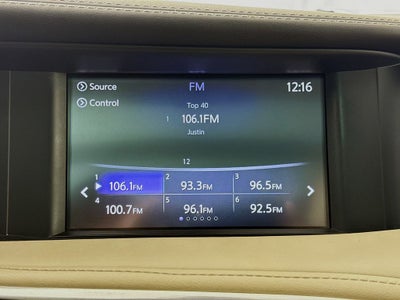 Source FM 12:16
Control Top 40
1 106.1FM
Justin
12
1 106.1FM 2 93.3FM 3 96.5FM
4 100.7FM 5 96.1FM 6 92.5FM